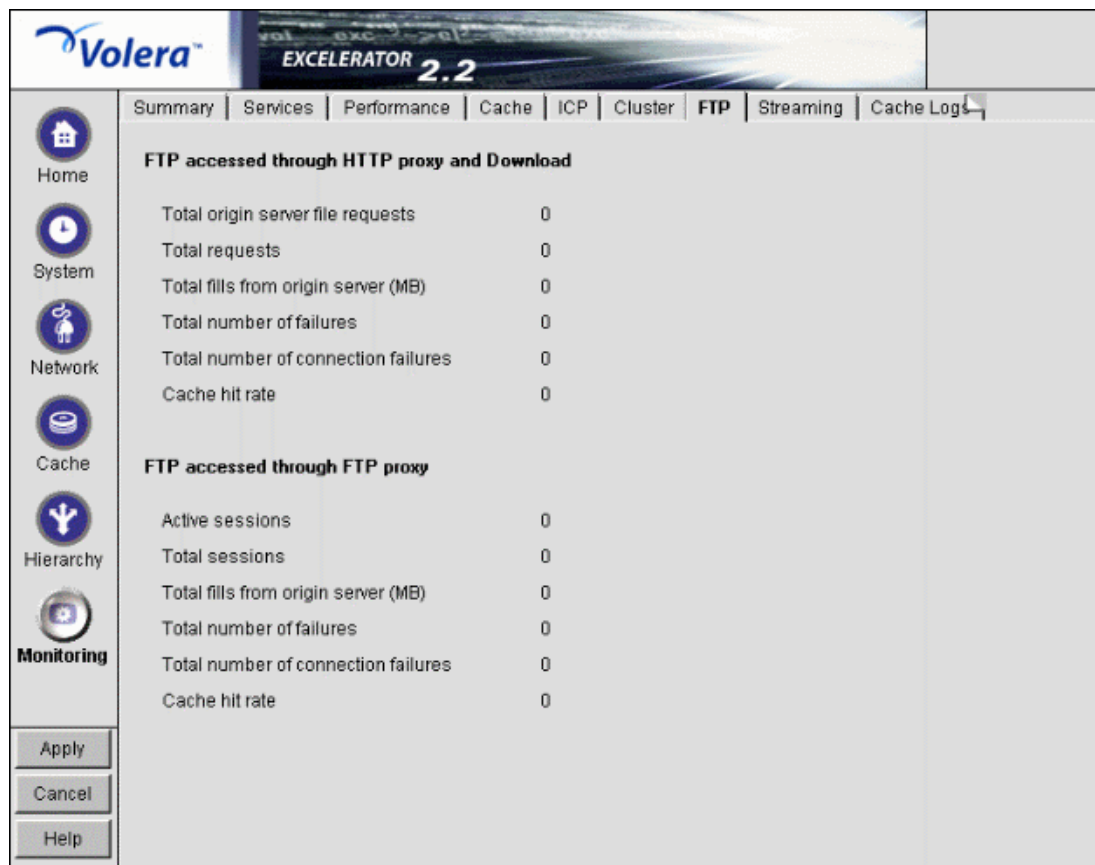 Volera™
EXCELERATOR 2.2
Summary Services Performance Cache ICP Cluster FTP Streaming Cache Logs
Home
System
Network
Cache
Hierarchy
Monitoring
Apply
Cancel
Help
FTP accessed through HTTP proxy and Download
Total origin server file requests 0
Total requests 0
Total fills from origin server (MB) 0
Total number of failures 0
Total number of connection failures 0
Cache hit rate 0
FTP accessed through FTP proxy
Active sessions 0
Total sessions 0
Total fills from origin server (MB) 0
Total number of failures 0
Total number of connection failures 0
Cache hit rate 0